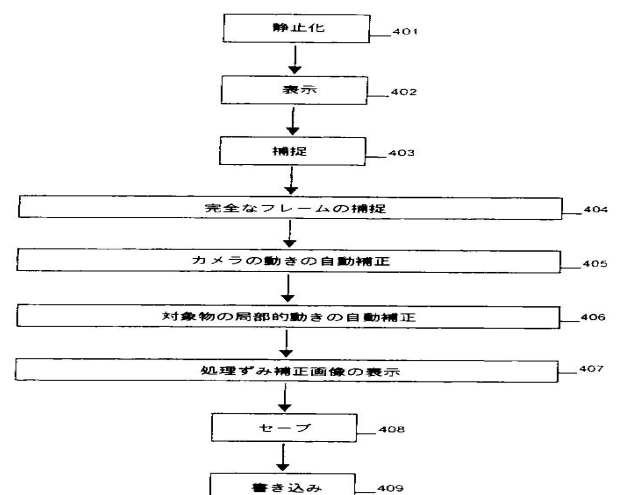 静止化 401
表示 402
捕捉 403
完全なフレームの捕捉 404
カメラの動きの自動補正 405
対象物の局部的動きの自動補正 406
処理ずみ補正画像の表示 407
セーブ 408
書き込み 409